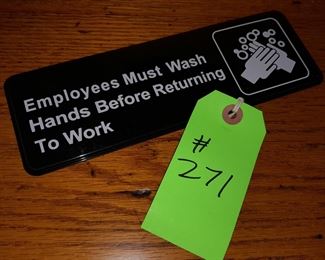 Employees Must Wash
Hands Before Returning
To Work
#
271